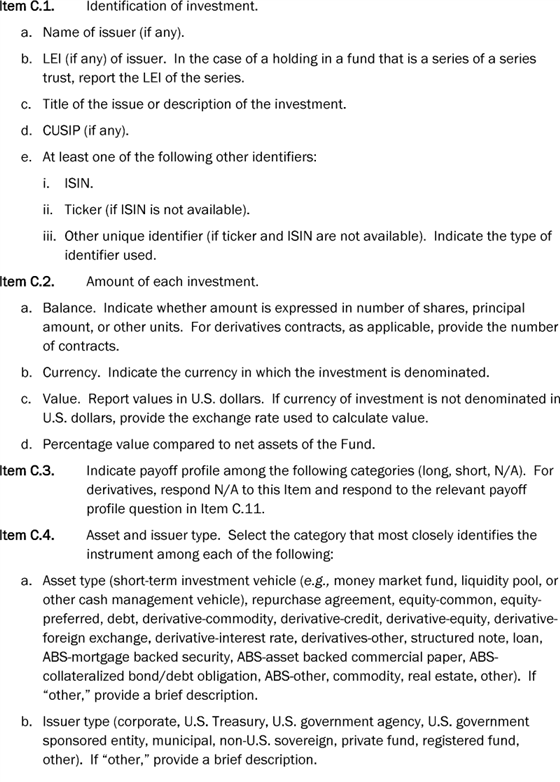 Item C.1. Identification of investment.
a. Name of issuer (if any).
b. LEI (if any) of issuer. In the case of a holding in a fund that is a series of a series
trust, report the LEI of the series.
c. Title of the issue or description of the investment.
d. CUSIP (if any).
e. At least one of the following other identifiers:
i. ISIN.
ii. Ticker (if ISIN is not available).
iii. Other unique identifier (if ticker and ISIN are not available). Indicate the type of
identifier used.
Item C.2. Amount of each investment.
a. Balance. Indicate whether amount is expressed in number of shares, principal
amount, or other units. For derivatives contracts, as applicable, provide the number
of contracts.
b. Currency. Indicate the currency in which the investment is denominated.
c. Value. Report values in U.S. dollars. If currency of investment is not denominated in
U.S. dollars, provide the exchange rate used to calculate value.
d. Percentage value compared to net assets of the Fund.
Item C.3. Indicate payoff profile among the following categories (long, short, N/A). For
derivatives, respond N/A to this Item and respond to the relevant payoff
profile question in Item C.11.
Item C.4. Asset and issuer type. Select the category that most closely identifies the
instrument among each of the following:
a. Asset type (short-term investment vehicle (e.g., money market fund, liquidity pool, or
other cash management vehicle), repurchase agreement, equity-common, equity-
preferred, debt, derivative-commodity, derivative-credit, derivative-equity, derivative-
foreign exchange, derivative-interest rate, derivatives-other, structured note, loan,
ABS-mortgage backed security, ABS-asset backed commercial paper, ABS-
collateralized bond/debt obligation, ABS-other, commodity, real estate, other). If
“other,” provide a brief description.
b. Issuer type (corporate, U.S. Treasury, U.S. government agency, U.S. government
sponsored entity, municipal, non-U.S. sovereign, private fund, registered fund,
other). If “other,” provide a brief description.